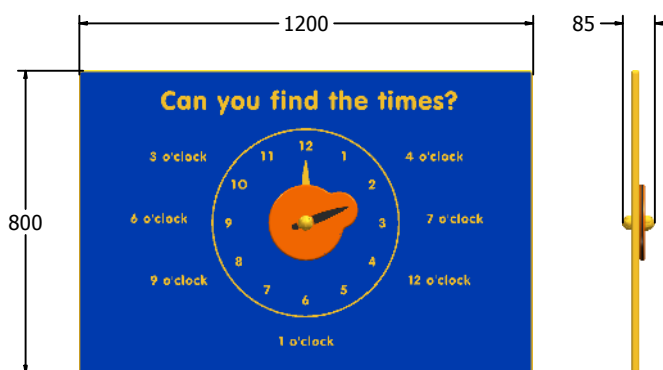 1200
85
800
Can you find the times?
3 o'clock
4 o'clock
6 o'clock
7 o'clock
9 o'clock
12 o'clock
1 o'clock
12
1
2
3
4
5
6
7
8
9
10
11